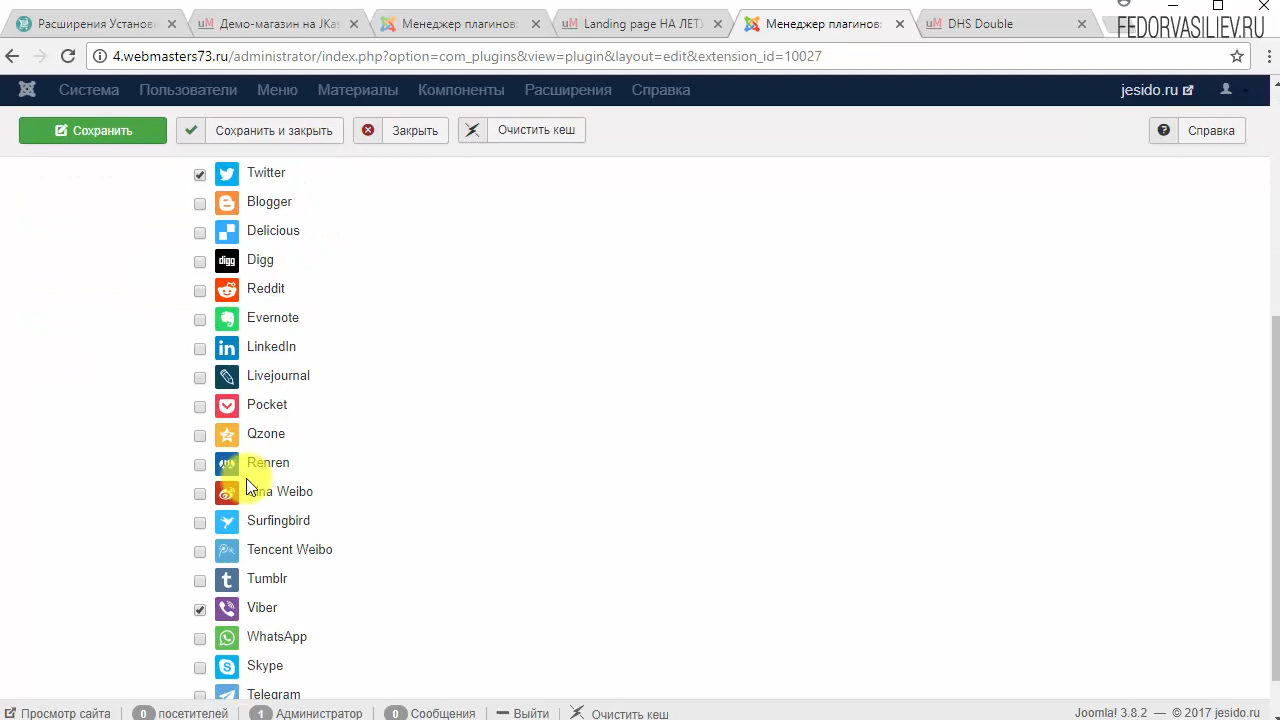 Расширения Установ
Демо-магазин на JKa
Менеджер плагинов:
Landing page НА ЛЕТУ
Менеджер плагинов:
DHS Double
FEDORVASILIEV.RU
4.webmasters73.ru/administrator/index.php?option=com_plugins&view=plugin&layout=edit&extension_id=10027
Система Пользователи Меню Материалы Компоненты Расширения Справка jesido.ru
Сохранить Сохранить и закрыть Закрыть Очистить кеш Справка
Twitter
Blogger
Delicious
digg Digg
Reddit
Evernote
in LinkedIn
Livejournal
Pocket
Qzone
Renren
Weibo
Surfingbird
Tencent Weibo
t Tumblr
Viber
WhatsApp
S Skype
Telegram
Просмотр сайта 0 посетителей 1 Администратор 0 Сообщения Выйти Очистить кеш Joomla! 3.8.2 — © 2017 jesido.ru